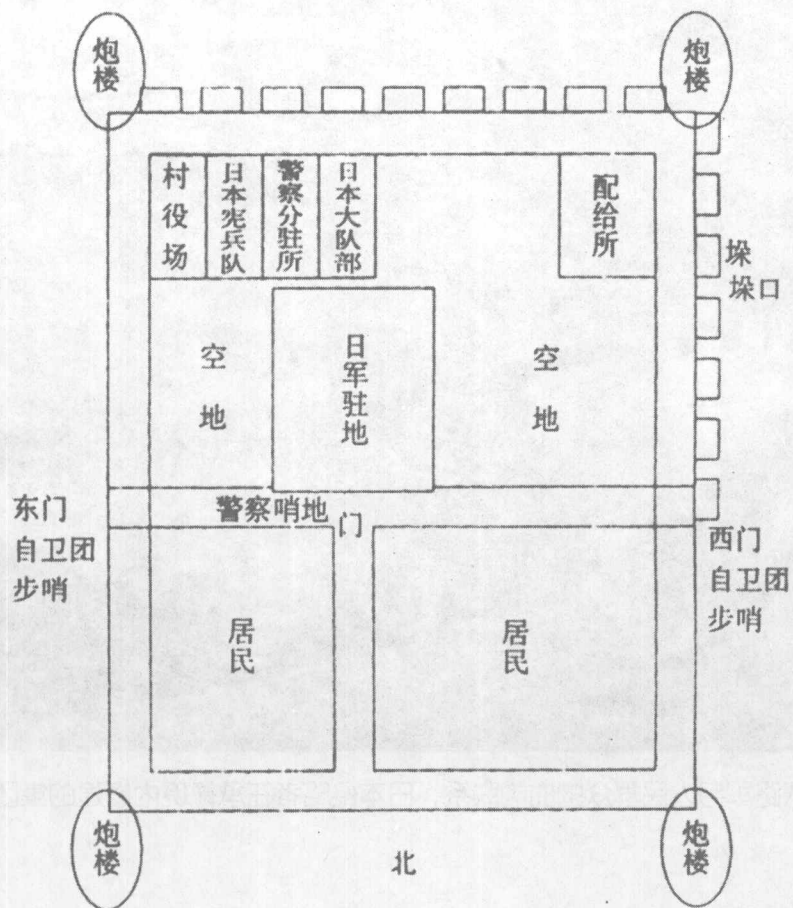 炮楼
炮楼
村役场
日本宪兵队
警察分驻所
日本大队部
配给所
垛
垛口
空地
日军驻地
空地
东门
自卫团
步哨
警察哨地
门
西门
自卫团
步哨
居民
居民
炮楼
北
炮楼